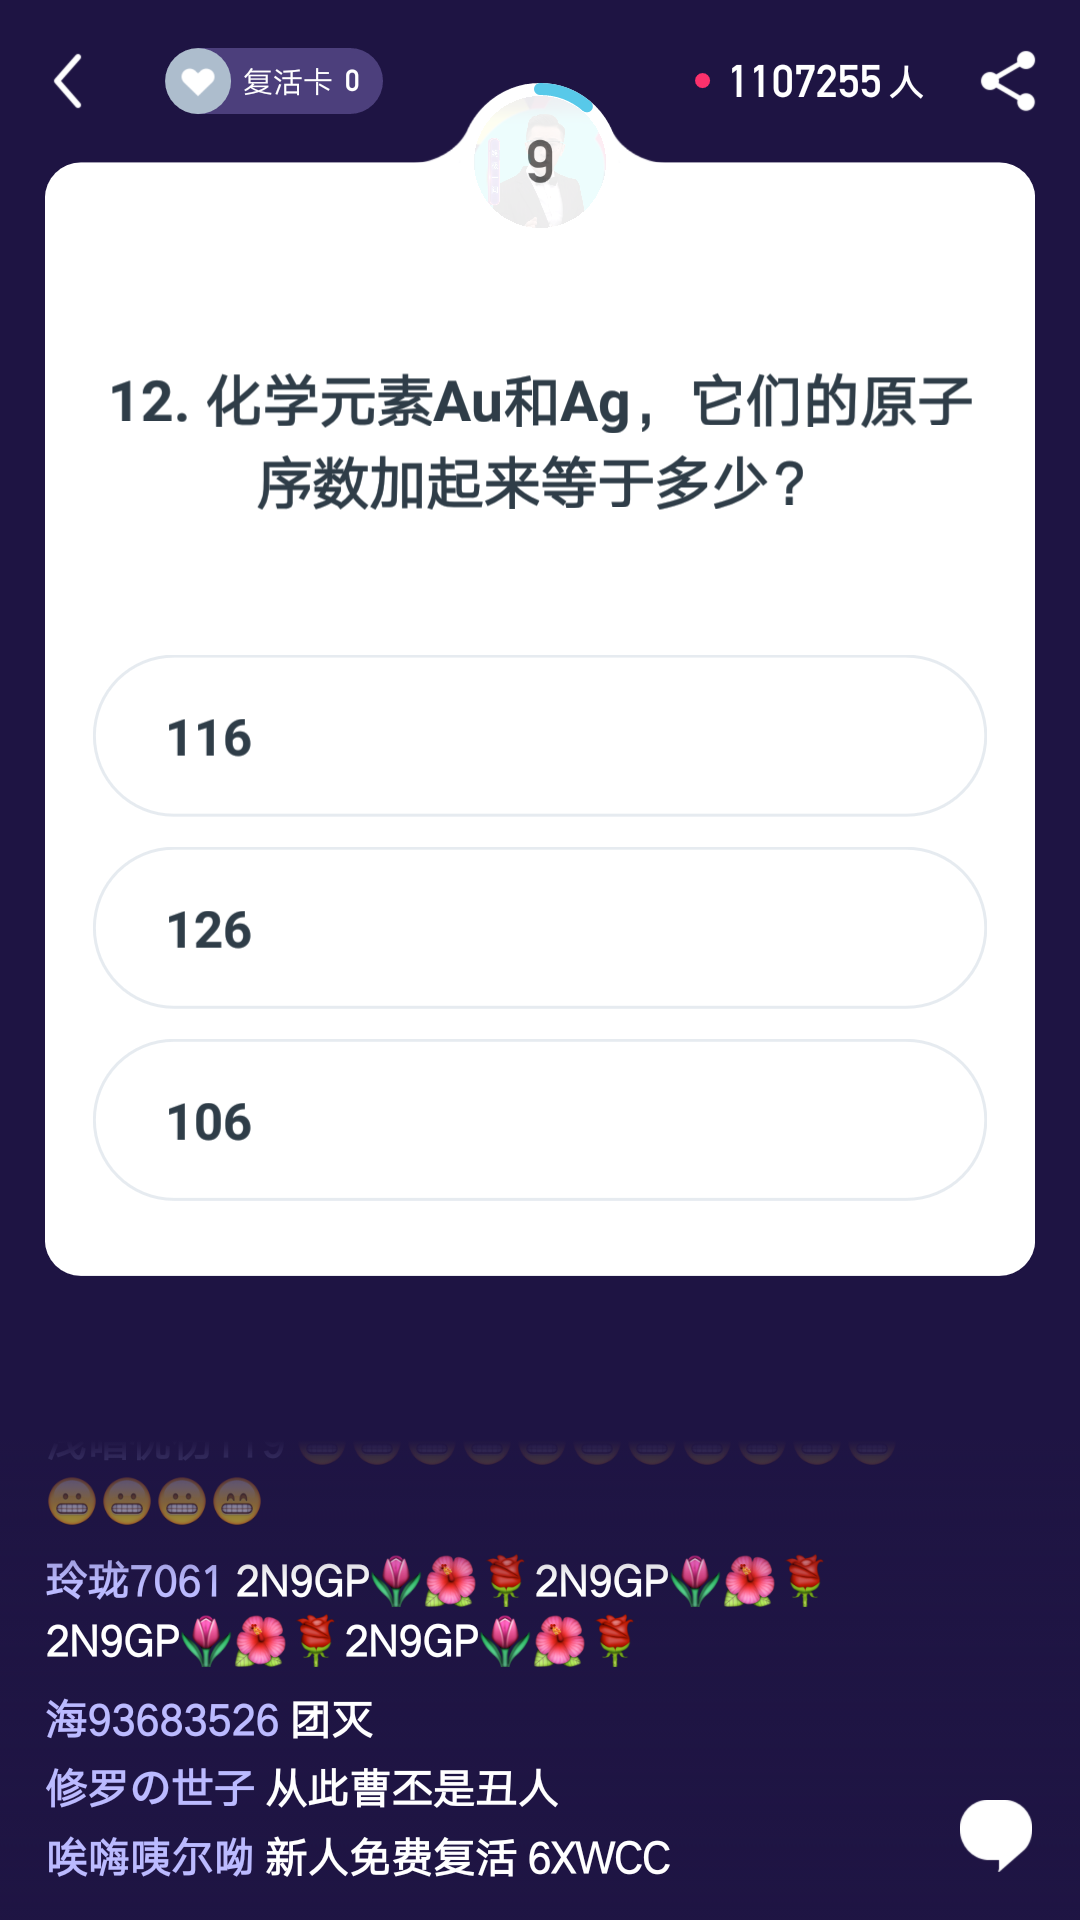 复活卡 0
1107255 人
9
12. 化学元素Au和Ag，它们的原子
序数加起来等于多少？
116
126
106
玲珑7061 2N9GP🌷🌺🌹2N9GP🌷🌺🌹
2N9GP🌷🌺🌹2N9GP🌷🌺🌹
海93683526 团灭
修罗の世子 从此曹丕是丑人
唉嗨咦尔呦 新人免费复活 6XWCC